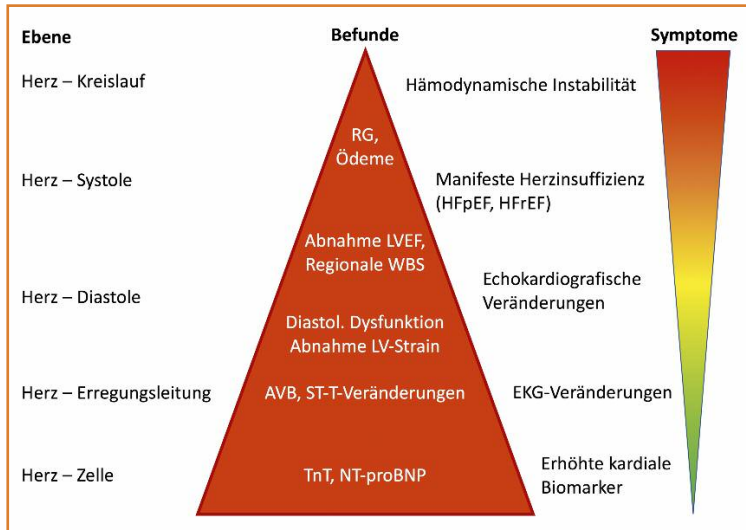 Ebene
Befunde
Symptome
Herz – Kreislauf
Hämodynamische Instabilität
RG,
Ödeme
Herz – Systole
Manifeste Herzinsuffizienz
(HFpEF, HFrEF)
Abnahme LVEF,
Regionale WBS
Echokardiografische
Veränderungen
Herz – Diastole
Diastol. Dysfunktion
Abnahme LV-Strain
Herz – Erregungsleitung
AVB, ST-T-Veränderungen
EKG-Veränderungen
Herz – Zelle
TnT, NT-proBNP
Erhöhte kardiale
Biomarker